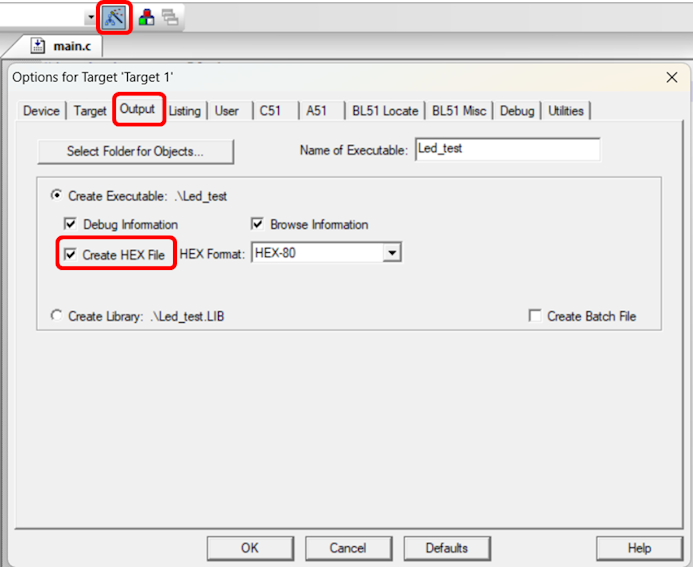 main.c
Options for Target 'Target 1'
Device Target Output Listing User C51 A51 BL51 Locate BL51 Misc Debug Utilities
Select Folder for Objects... Name of Executable: Led_test
Create Executable: .\Led_test
Debug Information Browse Information
Create HEX File HEX Format: HEX-80
Create Library: .\Led_test.LIB Create Batch File
OK Cancel Defaults Help